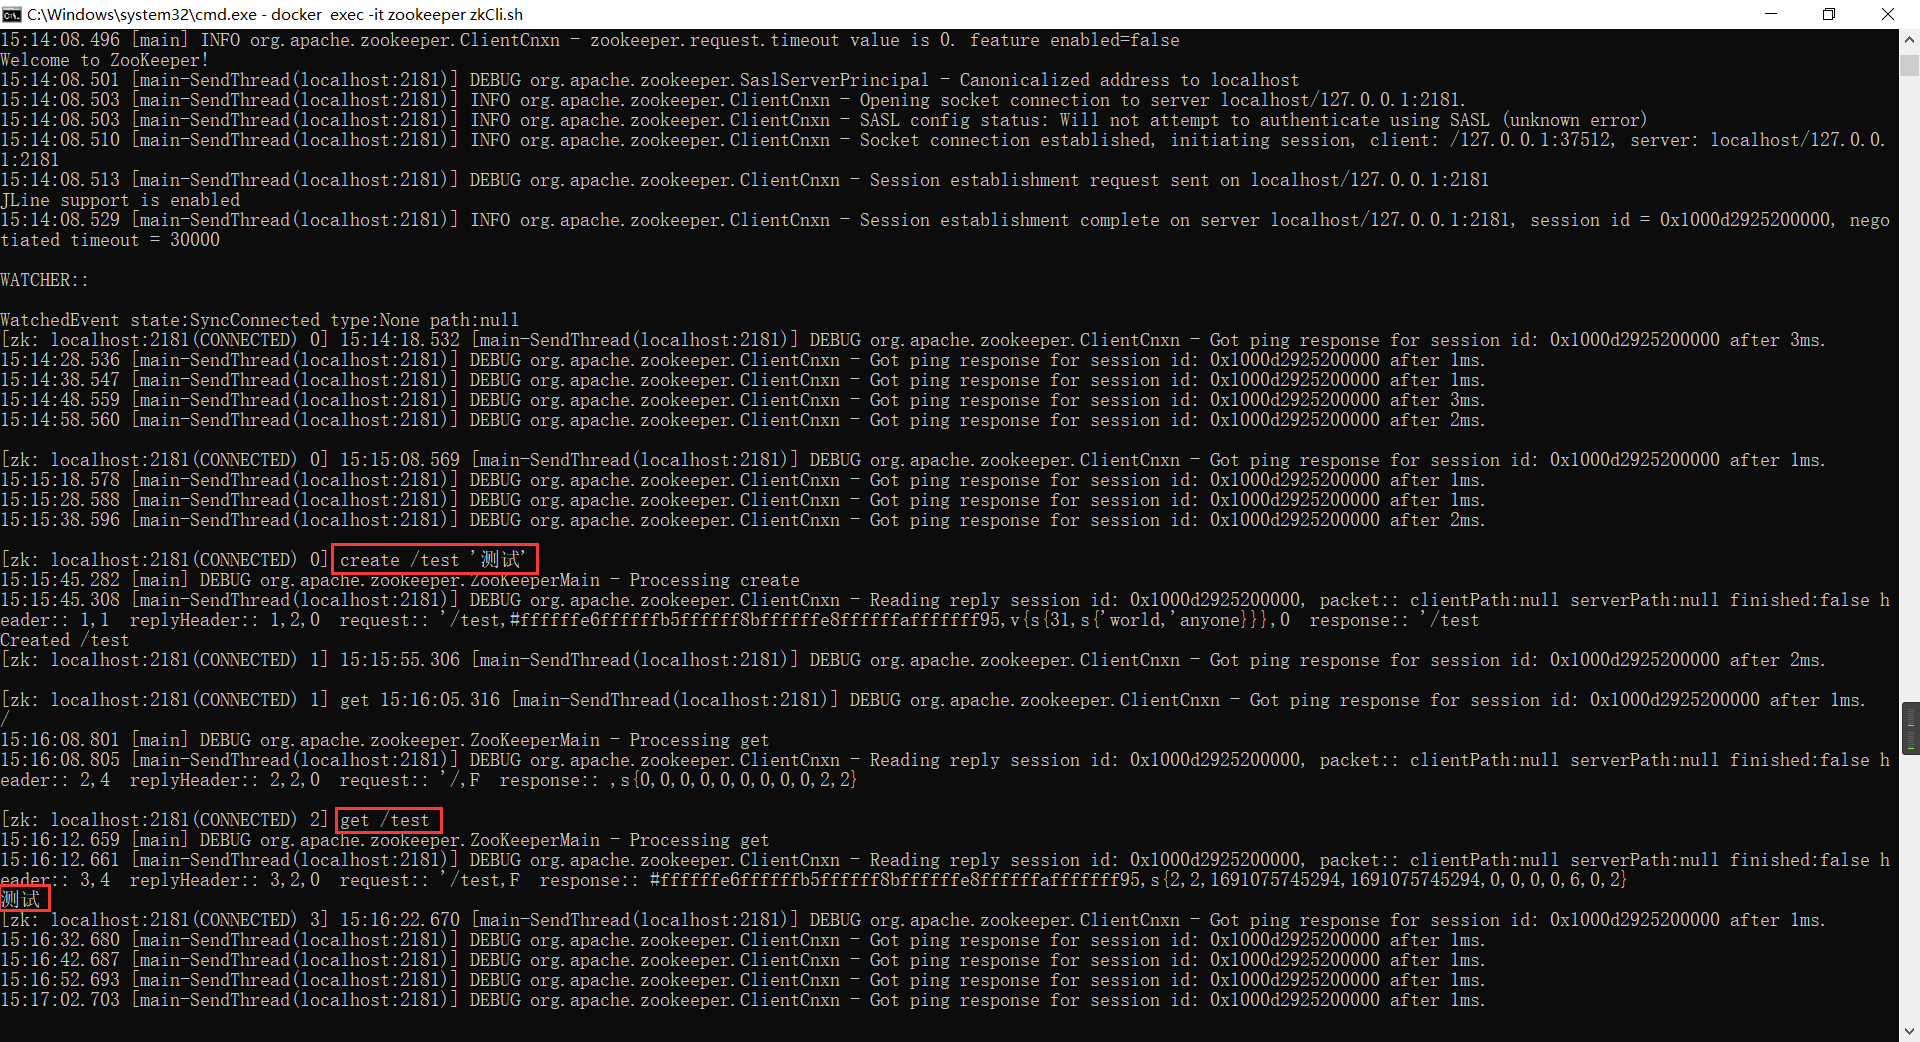 C:\Windows\system32\cmd.exe - docker  exec -it zookeeper zkCli.sh
15:14:08.496 [main] INFO org.apache.zookeeper.ClientCnxn - zookeeper.request.timeout value is 0. feature enabled=false
Welcome to ZooKeeper!
15:14:08.501 [main-SendThread(localhost:2181)] DEBUG org.apache.zookeeper.SaslServerPrincipal - Canonicalized address to localhost
15:14:08.503 [main-SendThread(localhost:2181)] INFO org.apache.zookeeper.ClientCnxn - Opening socket connection to server localhost/127.0.0.1:2181.
15:14:08.503 [main-SendThread(localhost:2181)] INFO org.apache.zookeeper.ClientCnxn - SASL config status: Will not attempt to authenticate using SASL (unknown error)
15:14:08.510 [main-SendThread(localhost:2181)] INFO org.apache.zookeeper.ClientCnxn - Socket connection established, initiating session, client: /127.0.0.1:37512, server: localhost/127.0.0.
1:2181
15:14:08.513 [main-SendThread(localhost:2181)] DEBUG org.apache.zookeeper.ClientCnxn - Session establishment request sent on localhost/127.0.0.1:2181
JLine support is enabled
15:14:08.529 [main-SendThread(localhost:2181)] INFO org.apache.zookeeper.ClientCnxn - Session establishment complete on server localhost/127.0.0.1:2181, session id = 0x1000d2925200000, nego
tiated timeout = 30000
WATCHER::
WatchedEvent state:SyncConnected type:None path:null
[zk: localhost:2181(CONNECTED) 0] 15:14:18.532 [main-SendThread(localhost:2181)] DEBUG org.apache.zookeeper.ClientCnxn - Got ping response for session id: 0x1000d2925200000 after 3ms.
15:14:28.536 [main-SendThread(localhost:2181)] DEBUG org.apache.zookeeper.ClientCnxn - Got ping response for session id: 0x1000d2925200000 after 1ms.
15:14:38.547 [main-SendThread(localhost:2181)] DEBUG org.apache.zookeeper.ClientCnxn - Got ping response for session id: 0x1000d2925200000 after 1ms.
15:14:48.559 [main-SendThread(localhost:2181)] DEBUG org.apache.zookeeper.ClientCnxn - Got ping response for session id: 0x1000d2925200000 after 3ms.
15:14:58.560 [main-SendThread(localhost:2181)] DEBUG org.apache.zookeeper.ClientCnxn - Got ping response for session id: 0x1000d2925200000 after 2ms.
[zk: localhost:2181(CONNECTED) 0] 15:15:08.569 [main-SendThread(localhost:2181)] DEBUG org.apache.zookeeper.ClientCnxn - Got ping response for session id: 0x1000d2925200000 after 1ms.
15:15:18.578 [main-SendThread(localhost:2181)] DEBUG org.apache.zookeeper.ClientCnxn - Got ping response for session id: 0x1000d2925200000 after 1ms.
15:15:28.588 [main-SendThread(localhost:2181)] DEBUG org.apache.zookeeper.ClientCnxn - Got ping response for session id: 0x1000d2925200000 after 1ms.
15:15:38.596 [main-SendThread(localhost:2181)] DEBUG org.apache.zookeeper.ClientCnxn - Got ping response for session id: 0x1000d2925200000 after 2ms.
[zk: localhost:2181(CONNECTED) 0] create /test '测试'
15:15:45.282 [main] DEBUG org.apache.zookeeper.ZooKeeperMain - Processing create
15:15:45.308 [main-SendThread(localhost:2181)] DEBUG org.apache.zookeeper.ClientCnxn - Reading reply session id: 0x1000d2925200000, packet:: clientPath:null serverPath:null finished:false h
eader:: 1,1  replyHeader:: 1,2,0  request:: '/test,#ffffffe6ffffffb5ffffff8bffffffe8ffffffafffffff95,v{s{31,s{'world,'anyone}}},0  response:: '/test
Created /test
[zk: localhost:2181(CONNECTED) 1] 15:15:55.306 [main-SendThread(localhost:2181)] DEBUG org.apache.zookeeper.ClientCnxn - Got ping response for session id: 0x1000d2925200000 after 2ms.
[zk: localhost:2181(CONNECTED) 1] get 15:16:05.316 [main-SendThread(localhost:2181)] DEBUG org.apache.zookeeper.ClientCnxn - Got ping response for session id: 0x1000d2925200000 after 1ms.
/
15:16:08.801 [main] DEBUG org.apache.zookeeper.ZooKeeperMain - Processing get
15:16:08.805 [main-SendThread(localhost:2181)] DEBUG org.apache.zookeeper.ClientCnxn - Reading reply session id: 0x1000d2925200000, packet:: clientPath:null serverPath:null finished:false h
eader:: 2,4  replyHeader:: 2,2,0  request:: '/,F  response:: ,s{0,0,0,0,0,0,0,0,0,2,2}
[zk: localhost:2181(CONNECTED) 2] get /test
15:16:12.659 [main] DEBUG org.apache.zookeeper.ZooKeeperMain - Processing get
15:16:12.661 [main-SendThread(localhost:2181)] DEBUG org.apache.zookeeper.ClientCnxn - Reading reply session id: 0x1000d2925200000, packet:: clientPath:null serverPath:null finished:false h
eader:: 3,4  replyHeader:: 3,2,0  request:: '/test,F  response:: #ffffffe6ffffffb5ffffff8bffffffe8ffffffafffffff95,s{2,2,1691075745294,1691075745294,0,0,0,0,6,0,2}
测试
[zk: localhost:2181(CONNECTED) 3] 15:16:22.670 [main-SendThread(localhost:2181)] DEBUG org.apache.zookeeper.ClientCnxn - Got ping response for session id: 0x1000d2925200000 after 1ms.
15:16:32.680 [main-SendThread(localhost:2181)] DEBUG org.apache.zookeeper.ClientCnxn - Got ping response for session id: 0x1000d2925200000 after 1ms.
15:16:42.687 [main-SendThread(localhost:2181)] DEBUG org.apache.zookeeper.ClientCnxn - Got ping response for session id: 0x1000d2925200000 after 1ms.
15:16:52.693 [main-SendThread(localhost:2181)] DEBUG org.apache.zookeeper.ClientCnxn - Got ping response for session id: 0x1000d2925200000 after 1ms.
15:17:02.703 [main-SendThread(localhost:2181)] DEBUG org.apache.zookeeper.ClientCnxn - Got ping response for session id: 0x1000d2925200000 after 1ms.